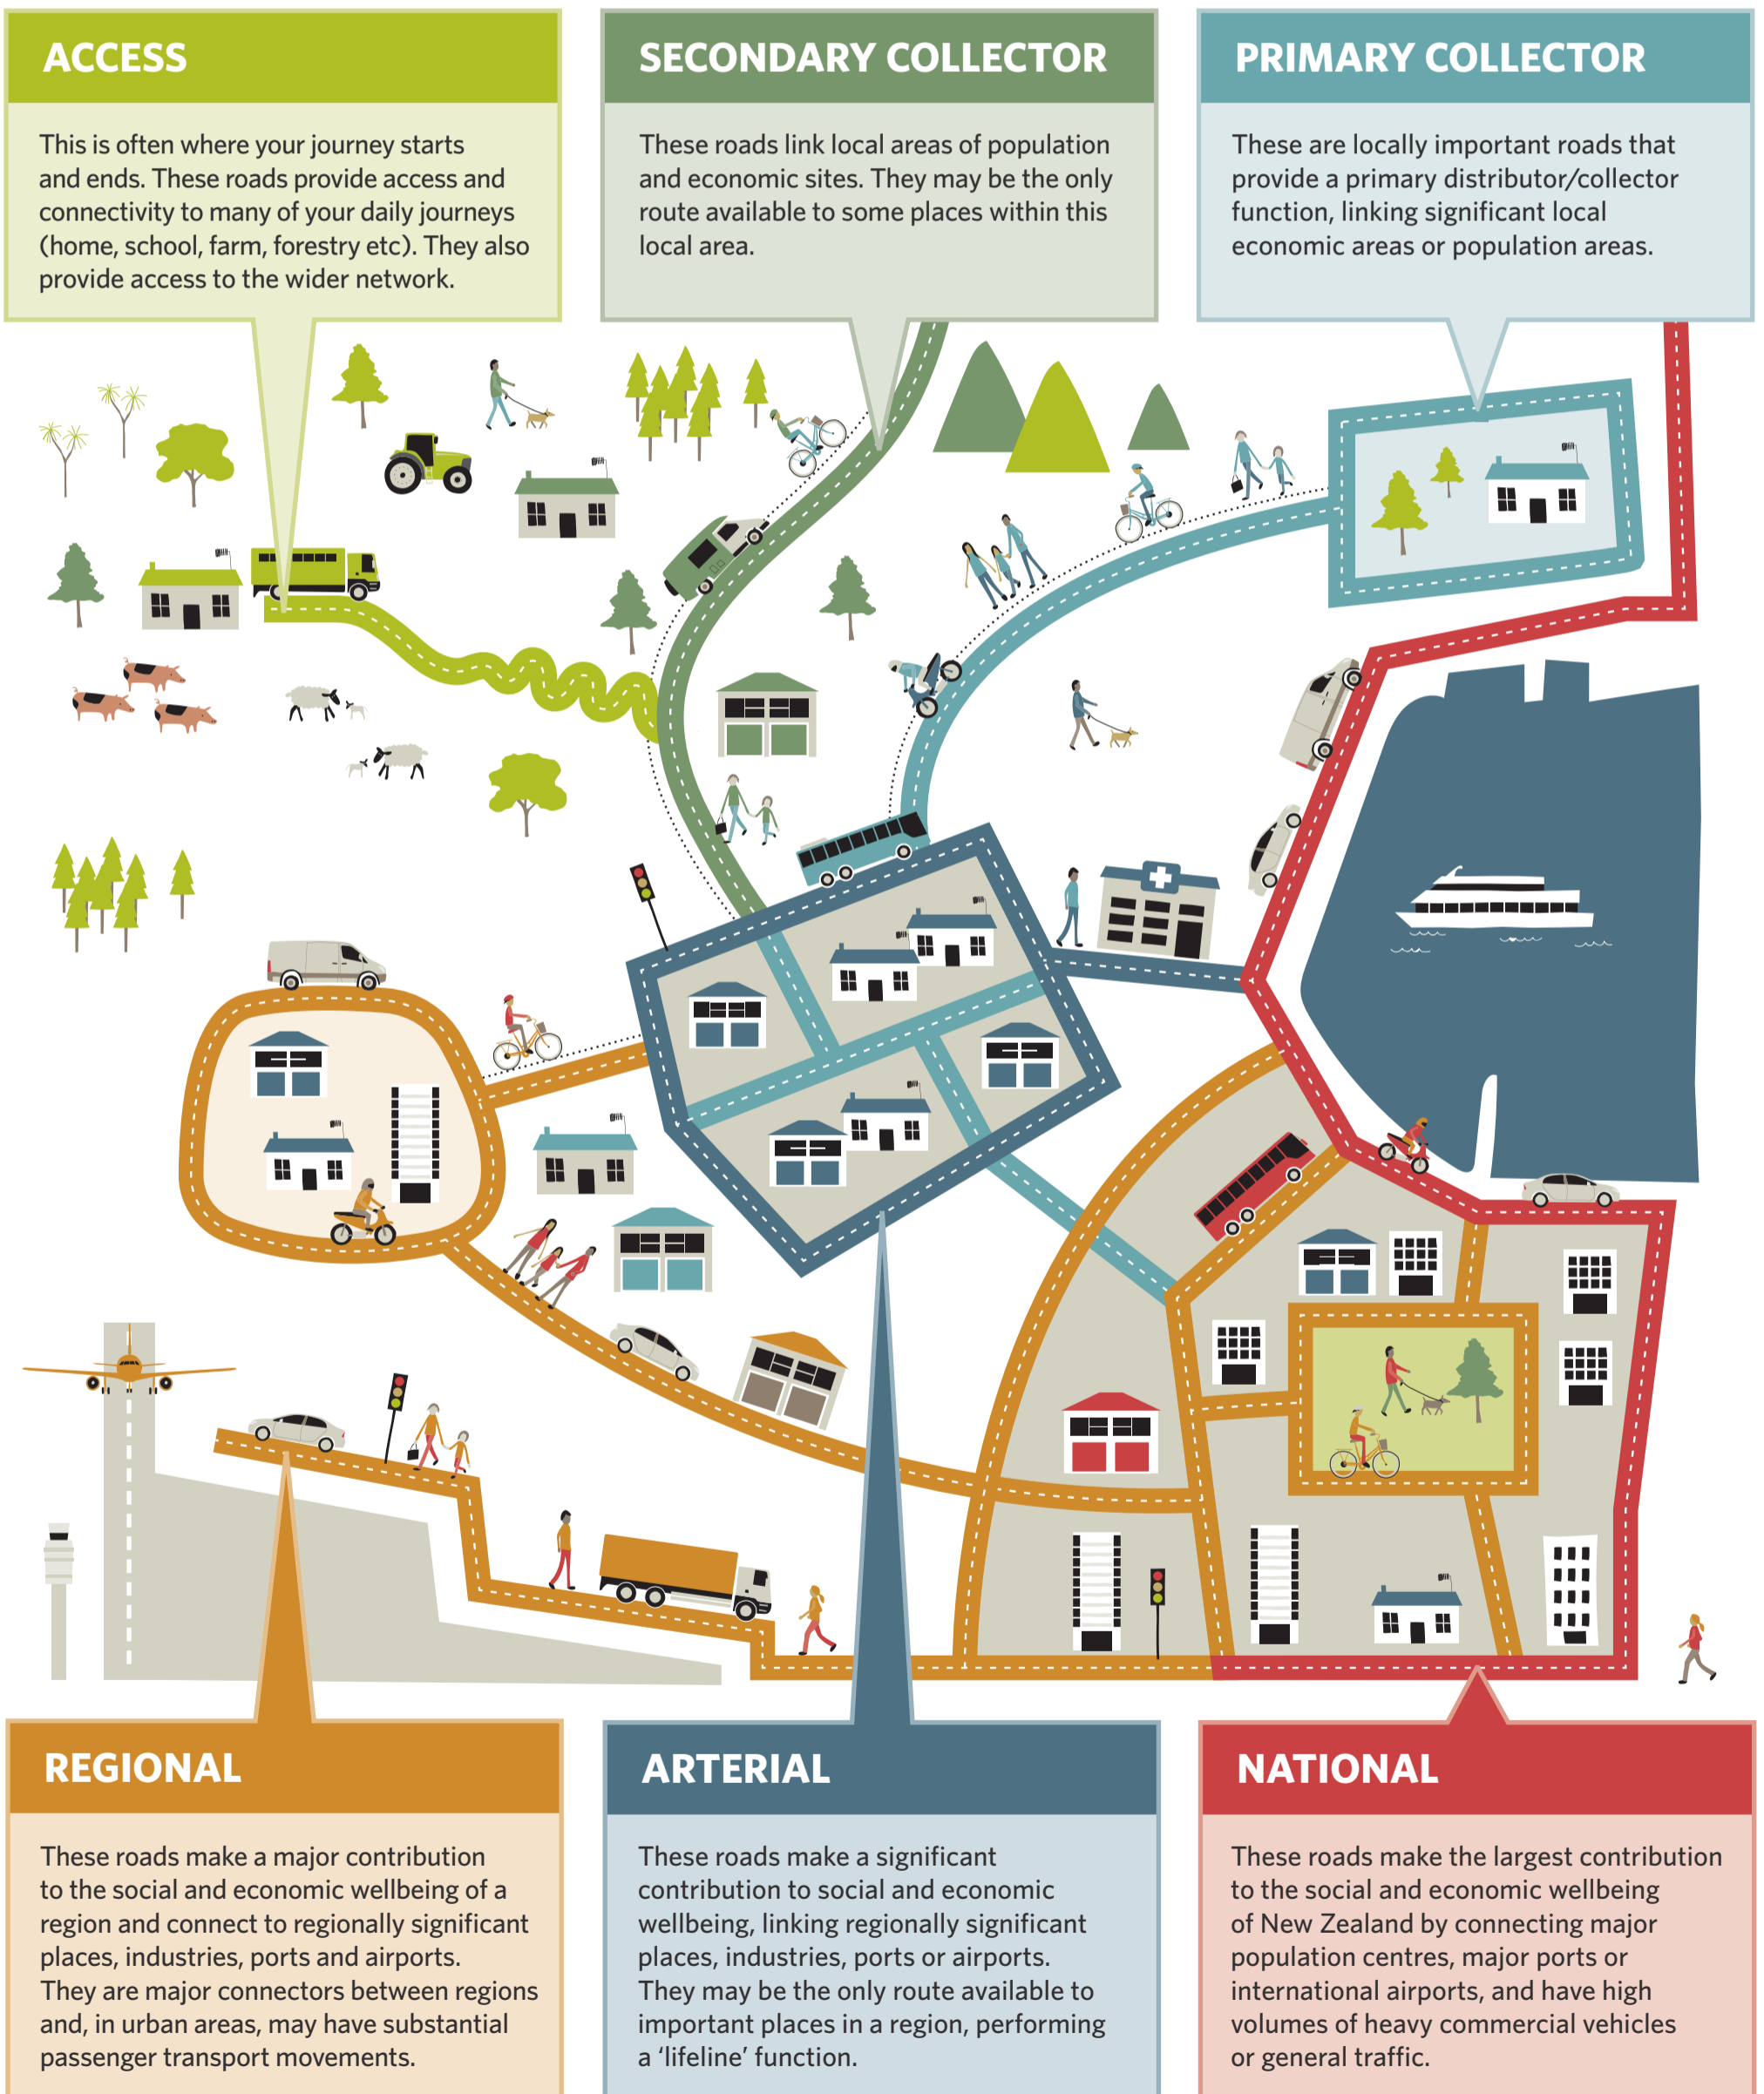 ACCESS
This is often where your journey starts
and ends. These roads provide access and
connectivity to many of your daily journeys
(home, school, farm, forestry etc). They also
provide access to the wider network.
SECONDARY COLLECTOR
These roads link local areas of population
and economic sites. They may be the only
route available to some places within this
local area.
PRIMARY COLLECTOR
These are locally important roads that
provide a primary distributor/collector
function, linking significant local
economic areas or population areas.
REGIONAL
These roads make a major contribution
to the social and economic wellbeing of a
region and connect to regionally significant
places, industries, ports and airports.
They are major connectors between regions
and, in urban areas, may have substantial
passenger transport movements.
ARTERIAL
These roads make a significant
contribution to social and economic
wellbeing, linking regionally significant
places, industries, ports or airports.
They may be the only route available to
important places in a region, performing
a ‘lifeline’ function.
NATIONAL
These roads make the largest contribution
to the social and economic wellbeing
of New Zealand by connecting major
population centres, major ports or
international airports, and have high
volumes of heavy commercial vehicles
or general traffic.